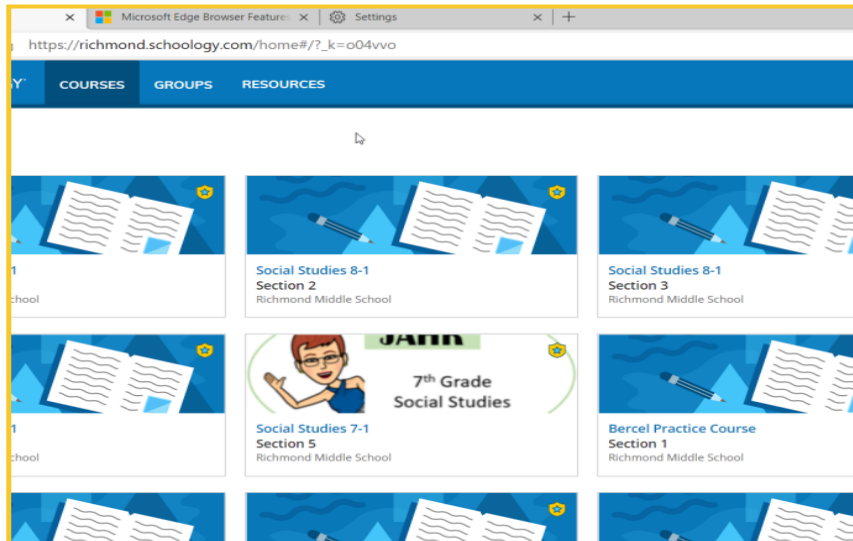 Microsoft Edge Browser Features
Settings
https://richmond.schoology.com/home#/?_k=o04vvo
COURSES GROUPS RESOURCES
Social Studies 8-1
Section 2
Richmond Middle School
Social Studies 8-1
Section 3
Richmond Middle School
7th Grade
Social Studies
Social Studies 7-1
Section 5
Richmond Middle School
Bercel Practice Course
Section 1
Richmond Middle School